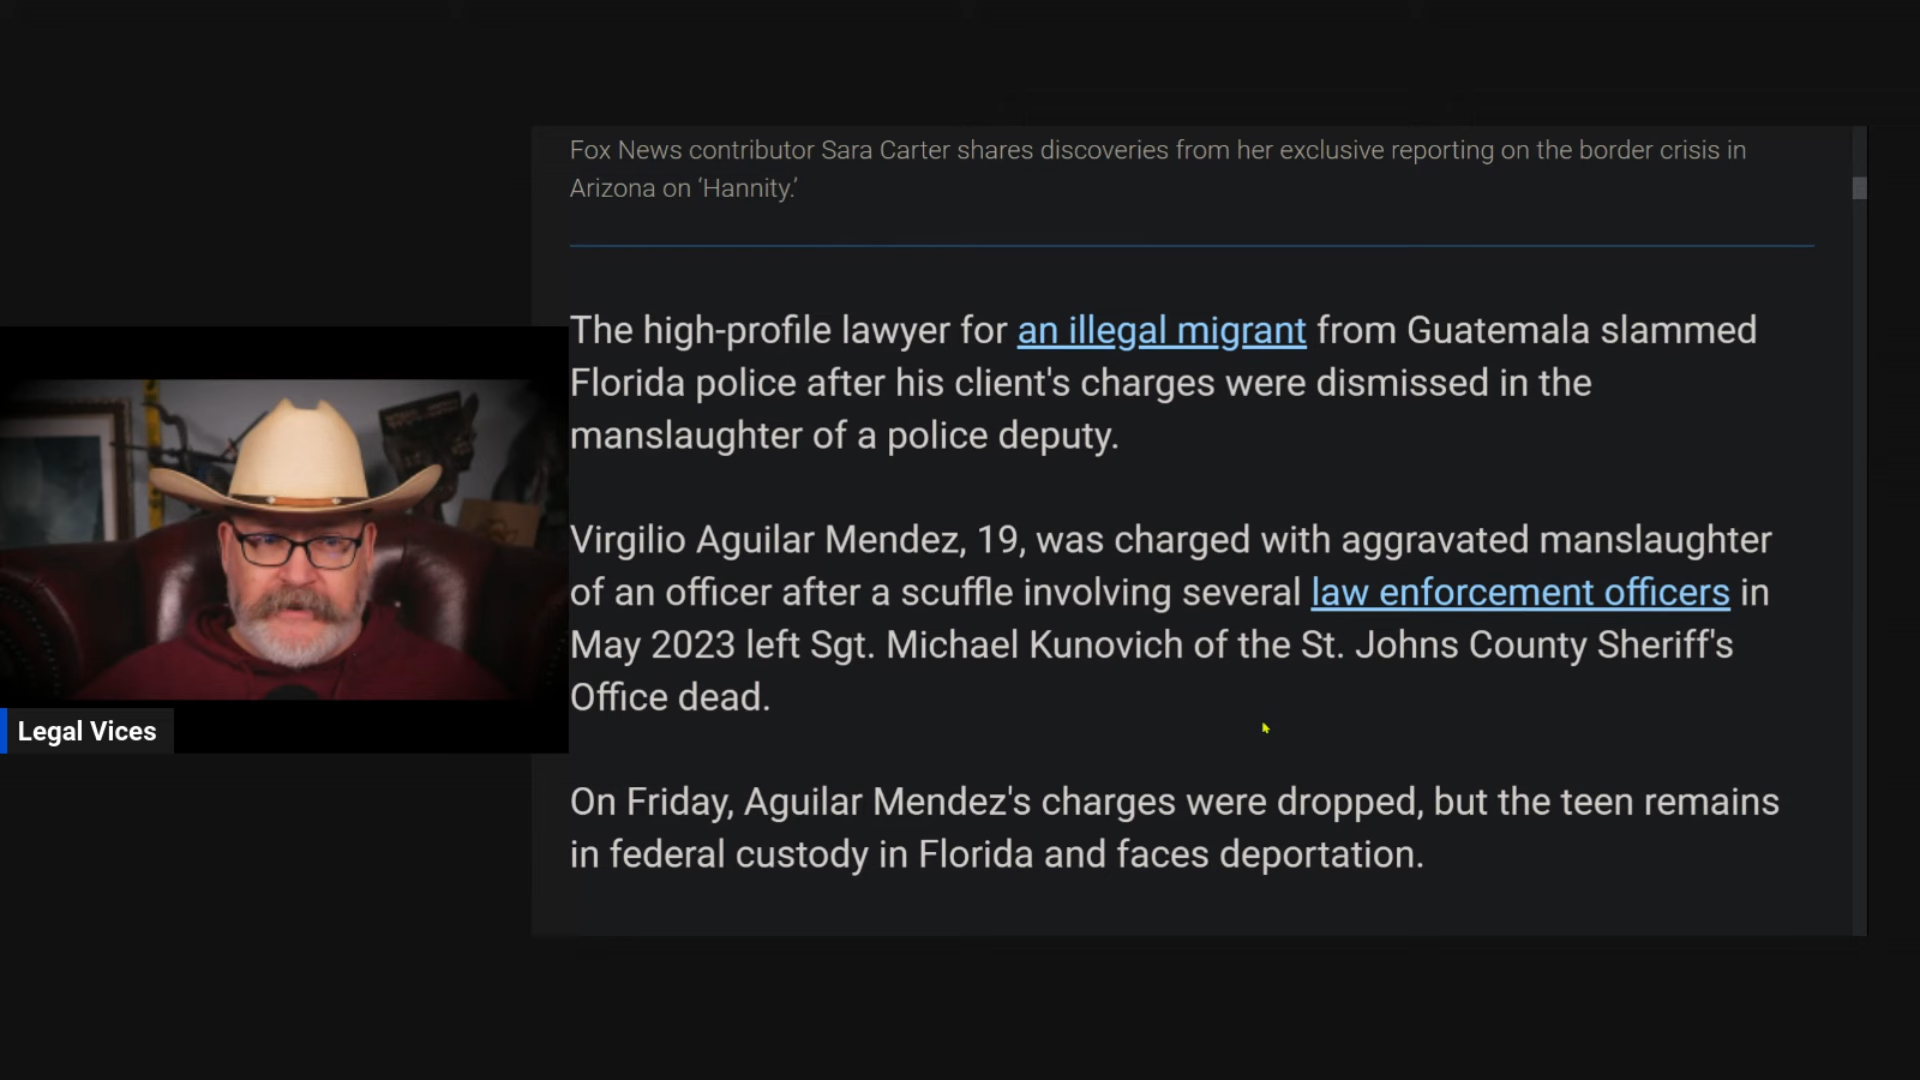 Fox News contributor Sara Carter shares discoveries from her exclusive reporting on the border crisis in
Arizona on ‘Hannity.’
The high-profile lawyer for an illegal migrant from Guatemala slammed
Florida police after his client's charges were dismissed in the
manslaughter of a police deputy.
Virgilio Aguilar Mendez, 19, was charged with aggravated manslaughter
of an officer after a scuffle involving several law enforcement officers in
May 2023 left Sgt. Michael Kunovich of the St. Johns County Sheriff's
Office dead.
On Friday, Aguilar Mendez's charges were dropped, but the teen remains
in federal custody in Florida and faces deportation.
Legal Vices